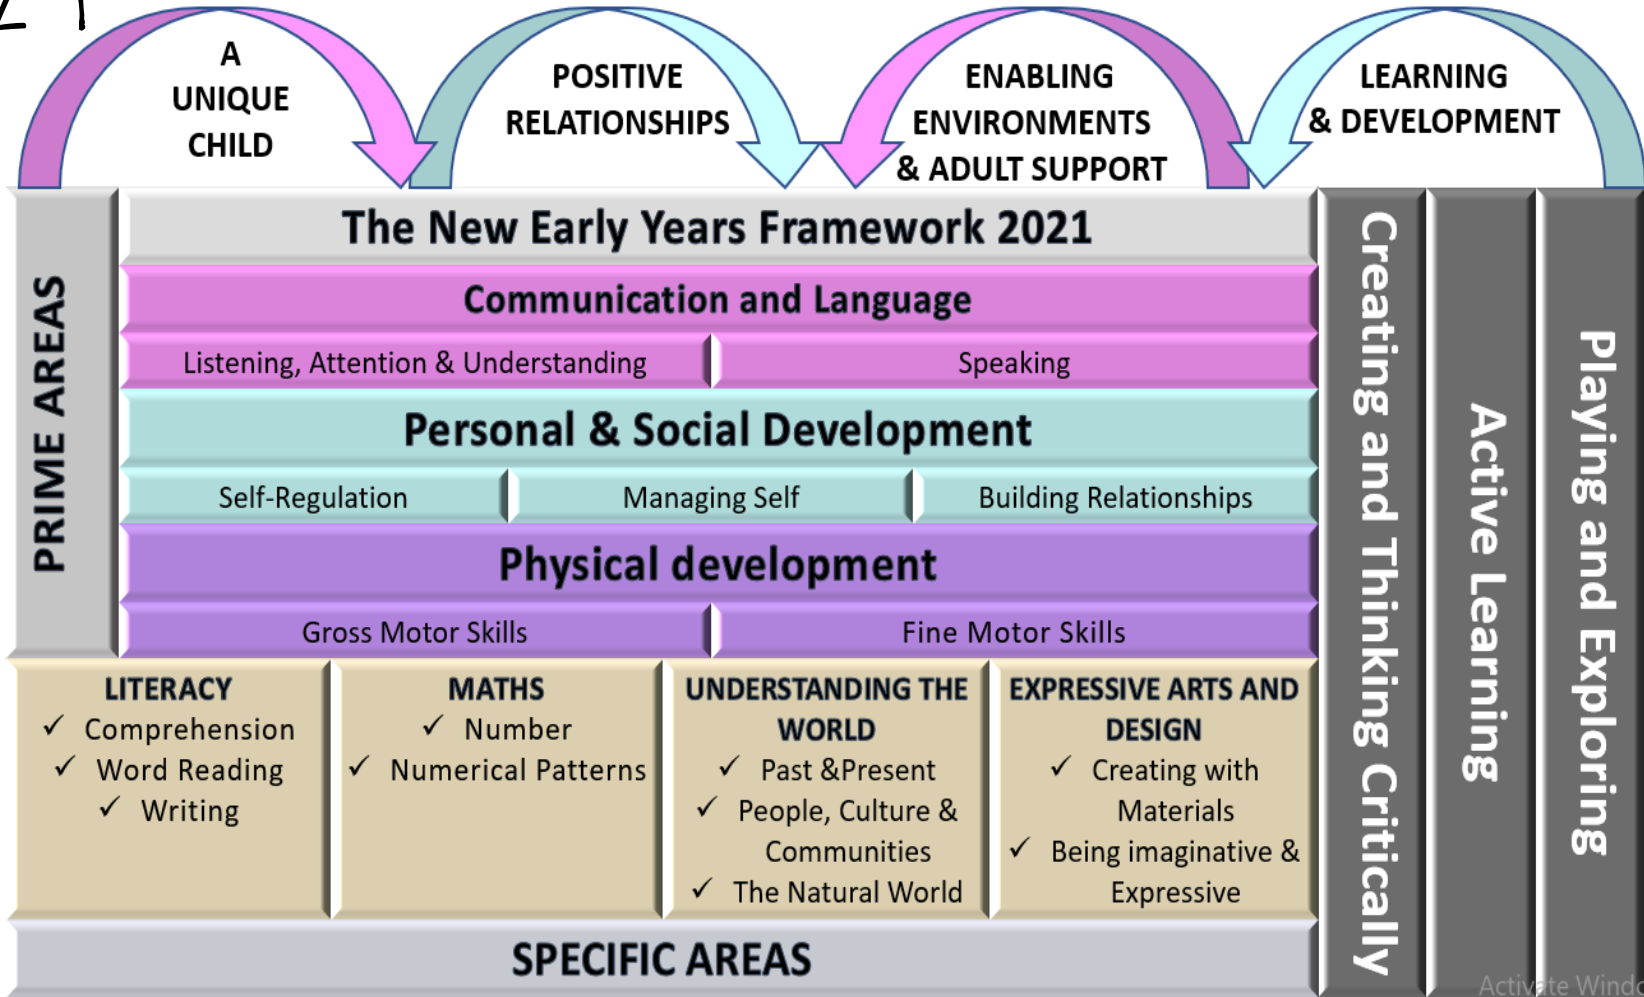 A
UNIQUE
CHILD
POSITIVE
RELATIONSHIPS
ENABLING
ENVIRONMENTS
& ADULT SUPPORT
LEARNING
& DEVELOPMENT
PRIME AREAS
The New Early Years Framework 2021
Communication and Language
Listening, Attention & Understanding
Speaking
Personal & Social Development
Self-Regulation
Managing Self
Building Relationships
Physical development
Gross Motor Skills
Fine Motor Skills
LITERACY
✓ Comprehension
✓ Word Reading
✓ Writing
MATHS
✓ Number
✓ Numerical Patterns
UNDERSTANDING THE
WORLD
✓ Past &Present
✓ People, Culture &
Communities
✓ The Natural World
EXPRESSIVE ARTS AND
DESIGN
✓ Creating with
Materials
✓ Being imaginative &
Expressive
SPECIFIC AREAS
Creating and Thinking Critically
Active Learning
Playing and Exploring
Activate